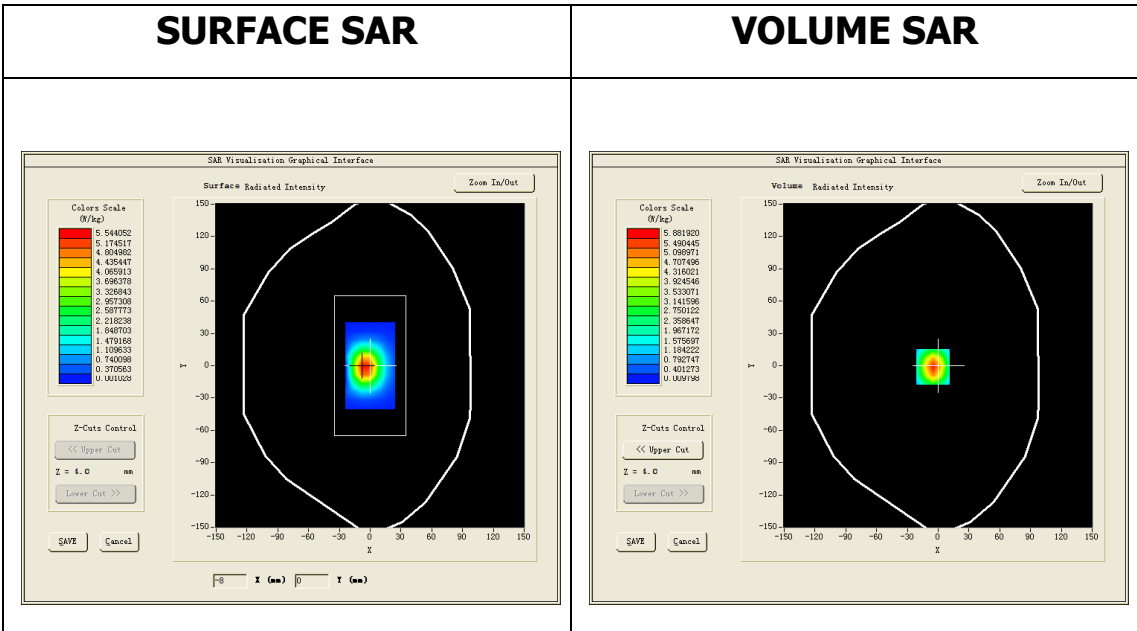 SURFACE SAR
VOLUME SAR
SAR Visualisation Graphical Interface
Surface Radiated Intensity
Zoom In/Out
Colors Scale
(W/kg)
5.544052
5.174517
4.804982
4.435447
4.065913
3.696378
3.326843
2.957308
2.587773
2.218238
1.848703
1.479168
1.109633
0.740098
0.370563
0.001028
150
120
90
60
30
0
-30
-60
-90
-120
-150
Y
-150 -120 -90 -60 -30 0 30 60 90 120 150
X
Z-Cuts Control
<< Upper Cut
Z = 4.0 mm
Lower Cut >>
SAVE Cancel
-8 X (mm) 0 Y (mm)
SAR Visualisation Graphical Interface
Volume Radiated Intensity
Zoom In/Out
Colors Scale
(W/kg)
5.881920
5.490445
5.098971
4.707496
4.316021
3.924546
3.533071
3.141596
2.750122
2.358647
1.967172
1.575697
1.184222
0.792747
0.401273
0.009798
150
120
90
60
30
0
-30
-60
-90
-120
-150
Y
-150 -120 -90 -60 -30 0 30 60 90 120 150
X
Z-Cuts Control
<< Upper Cut
Z = 4.0 mm
Lower Cut >>
SAVE Cancel